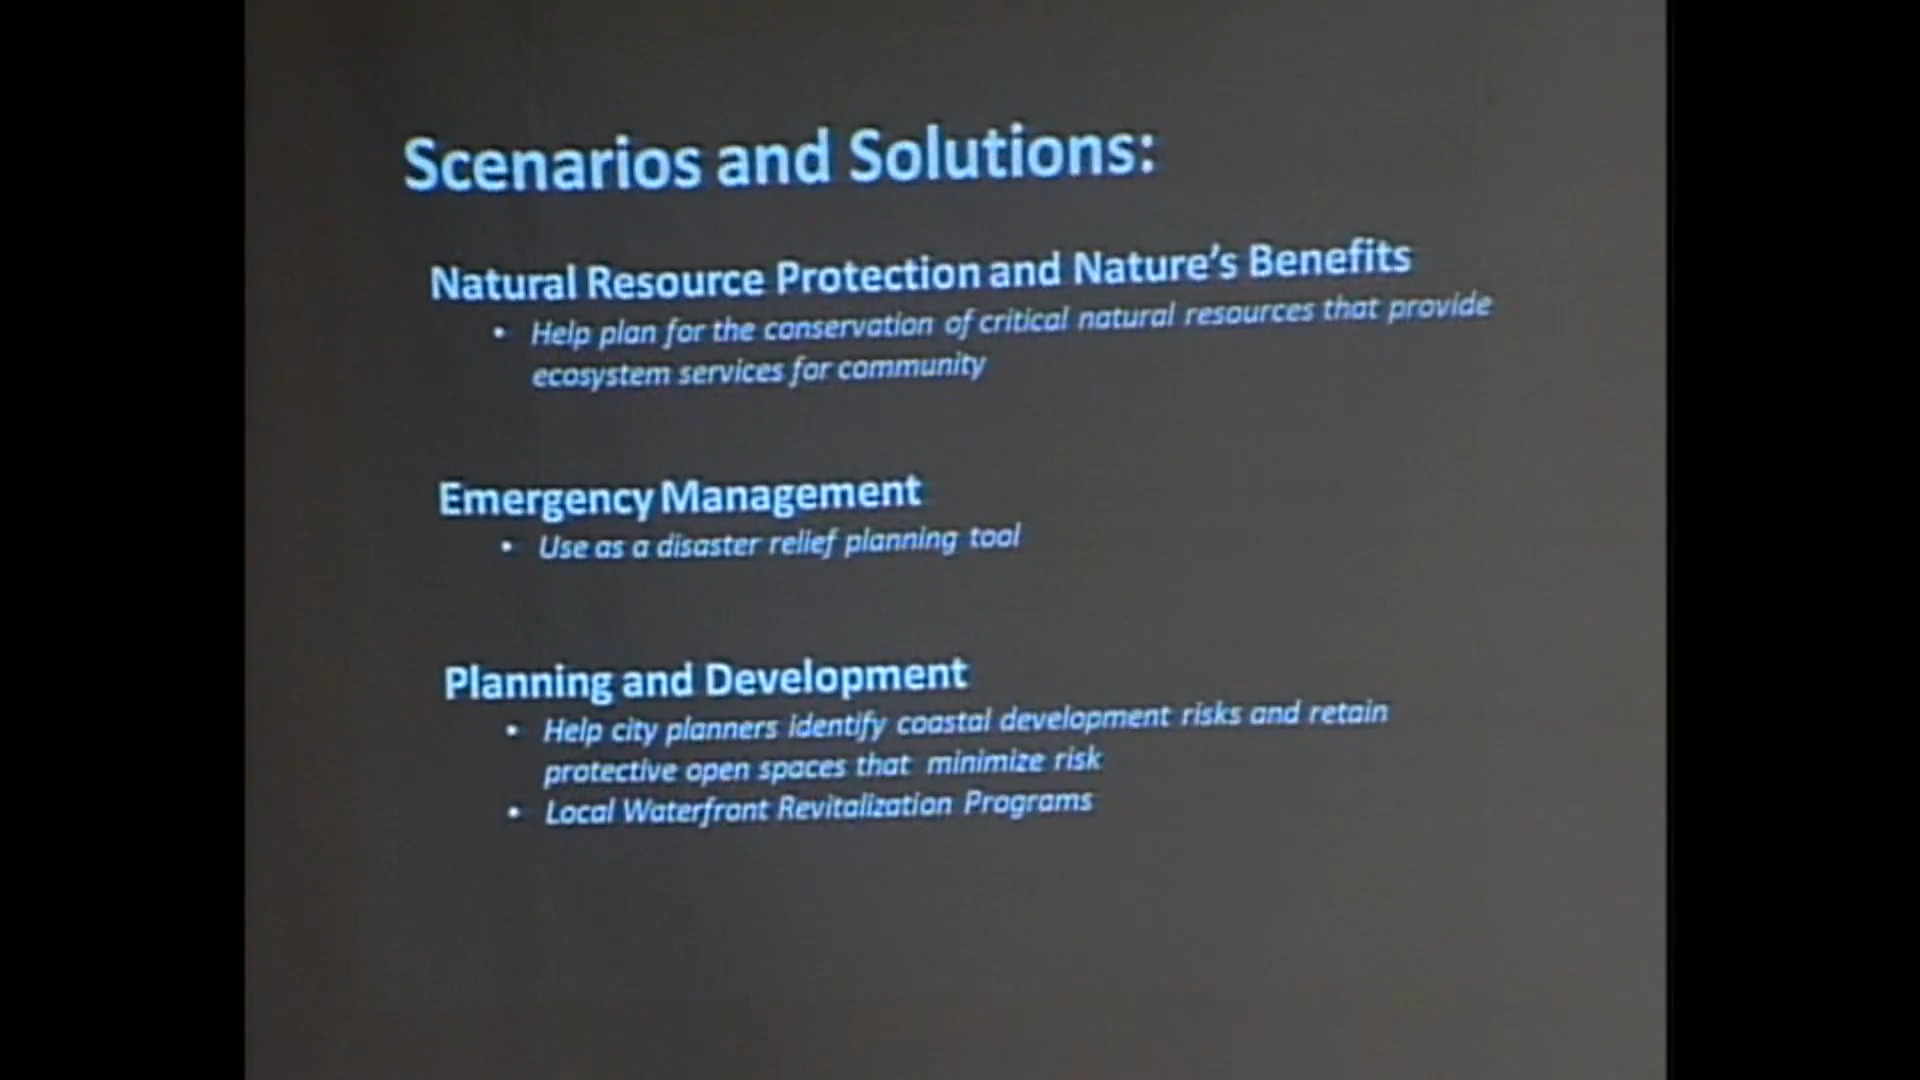 Scenarios and Solutions:
Natural Resource Protection and Nature's Benefits
• Help plan for the conservation of critical natural resources that provide
ecosystem services for community
Emergency Management
• Use as a disaster relief planning tool
Planning and Development
• Help city planners identify coastal development risks and retain
protective open spaces that minimize risk
• Local Waterfront Revitalization Programs